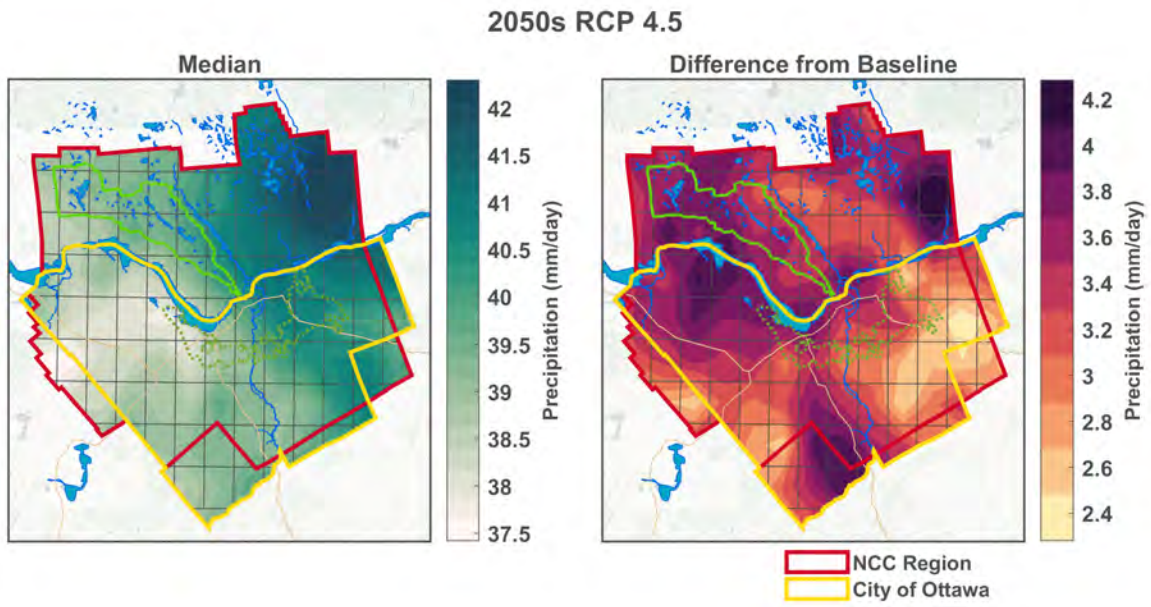 2050s RCP 4.5
Median
42
41.5
41
40.5
40
39.5
39
38.5
38
37.5
Precipitation (mm/day)
Difference from Baseline
4.2
4
3.8
3.6
3.4
3.2
3
2.8
2.6
2.4
Precipitation (mm/day)
NCC Region
City of Ottawa